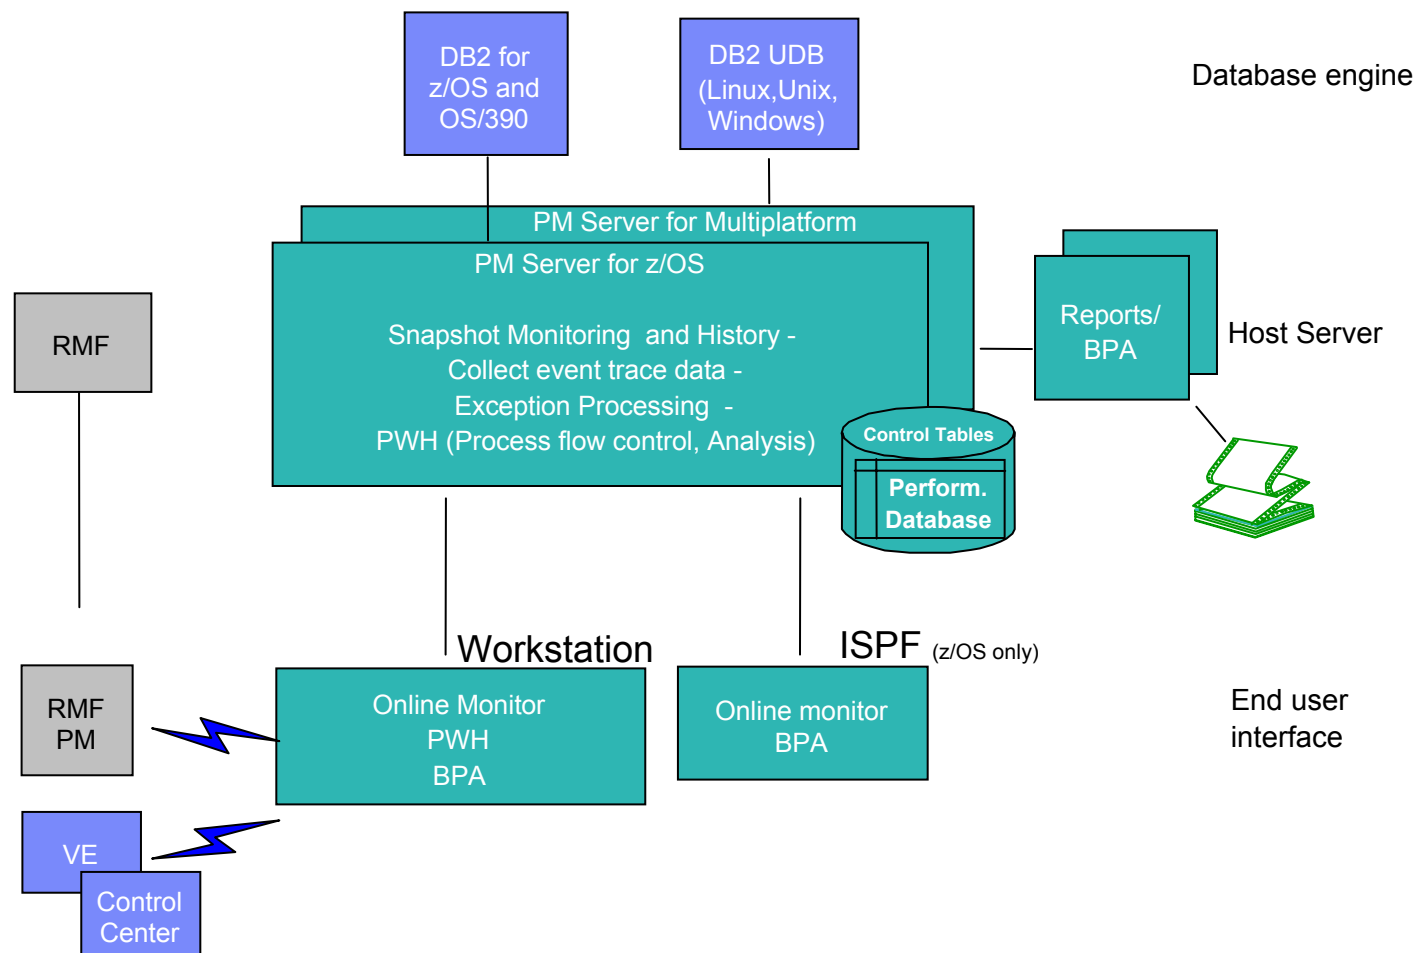 DB2 for
z/OS and
OS/390
DB2 UDB
(Linux,Unix,
Windows)
Database engine
PM Server for Multiplatform
PM Server for z/OS
Snapshot Monitoring and History -
Collect event trace data -
Exception Processing -
PWH (Process flow control, Analysis)
Control Tables
Perform.
Database
Reports/
BPA
Host Server
RMF
Workstation
ISPF (z/OS only)
RMF
PM
Online Monitor
PWH
BPA
Online monitor
BPA
End user
interface
VE
Control
Center